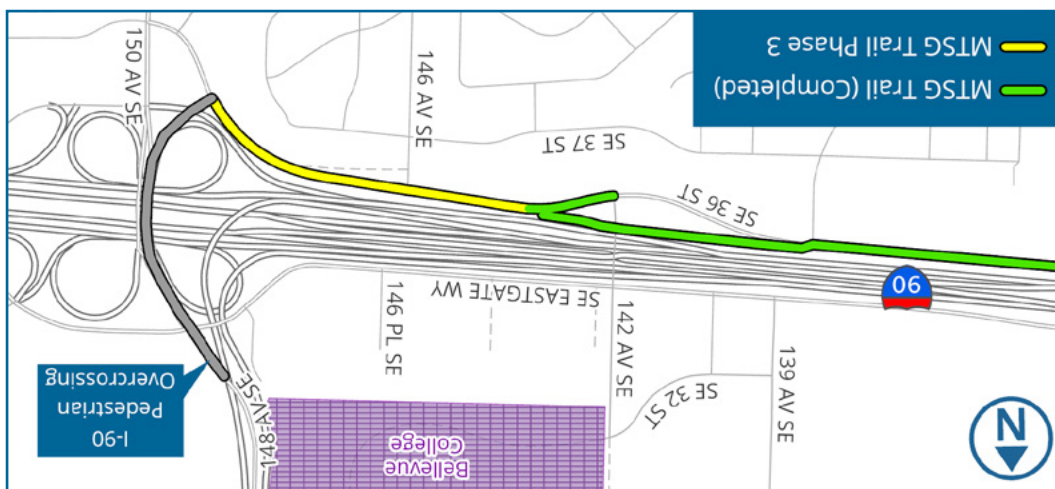 N
Bellevue
College
148 AV SE
I-90
Pedestrian
Overcrossing
139 AV SE
SE 32 ST
142 AV SE
146 PL SE
SE EASTGATE WY
90
SE 36 ST
SE 37 ST
146 AV SE
150 AV SE
MTSG Trail (Completed)
MTSG Trail Phase 3